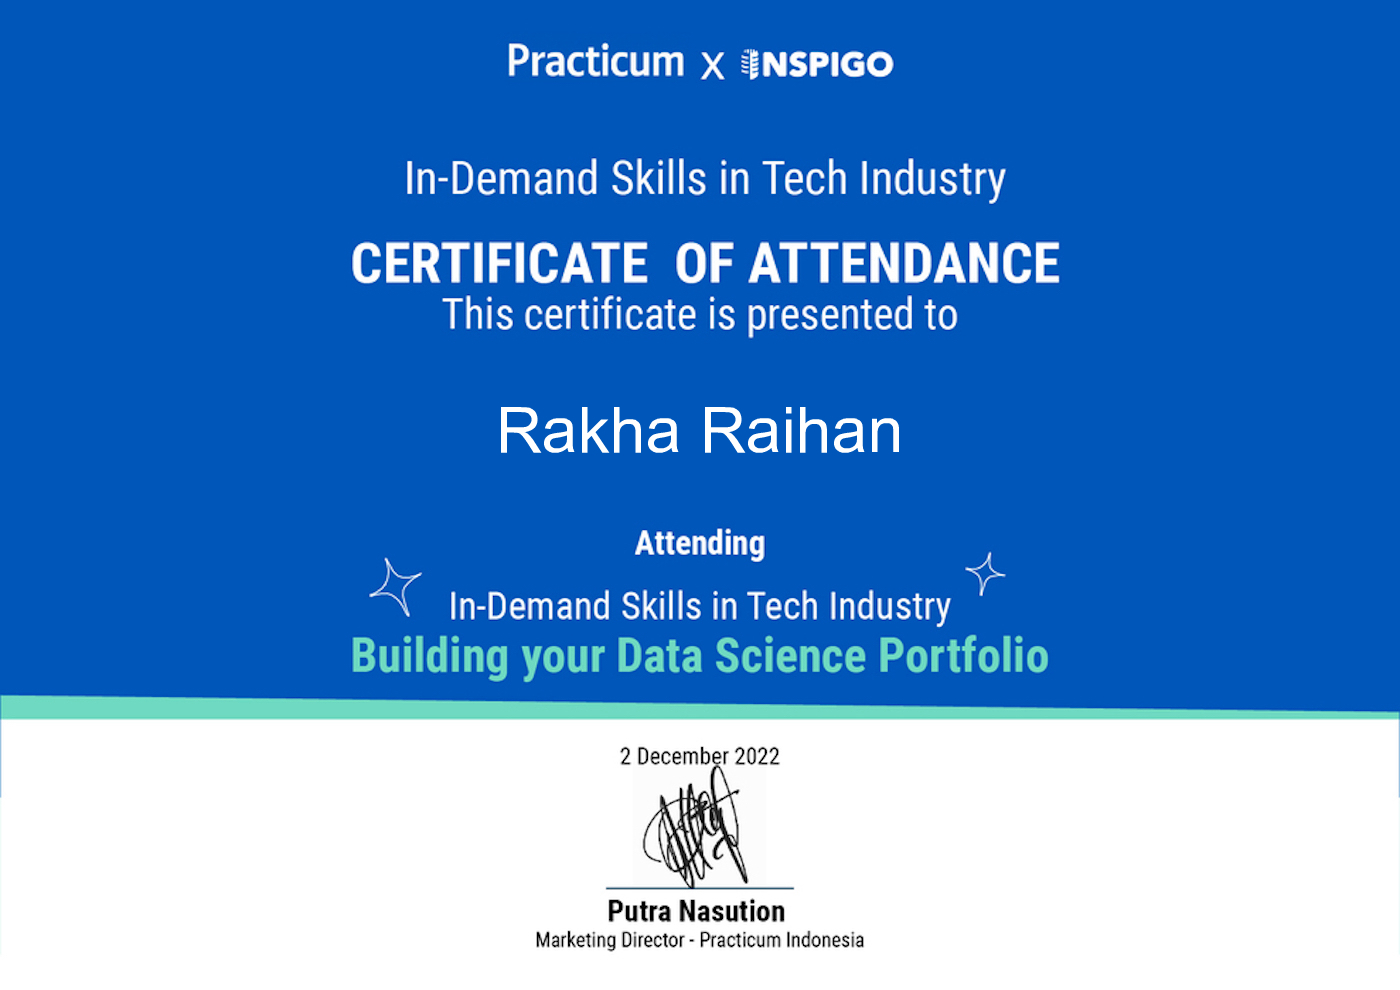 Practicum X INSPIGO
In-Demand Skills in Tech Industry
CERTIFICATE OF ATTENDANCE
This certificate is presented to
Rakha Raihan
Attending
In-Demand Skills in Tech Industry
Building your Data Science Portfolio
2 December 2022
Putra Nasution
Marketing Director - Practicum Indonesia